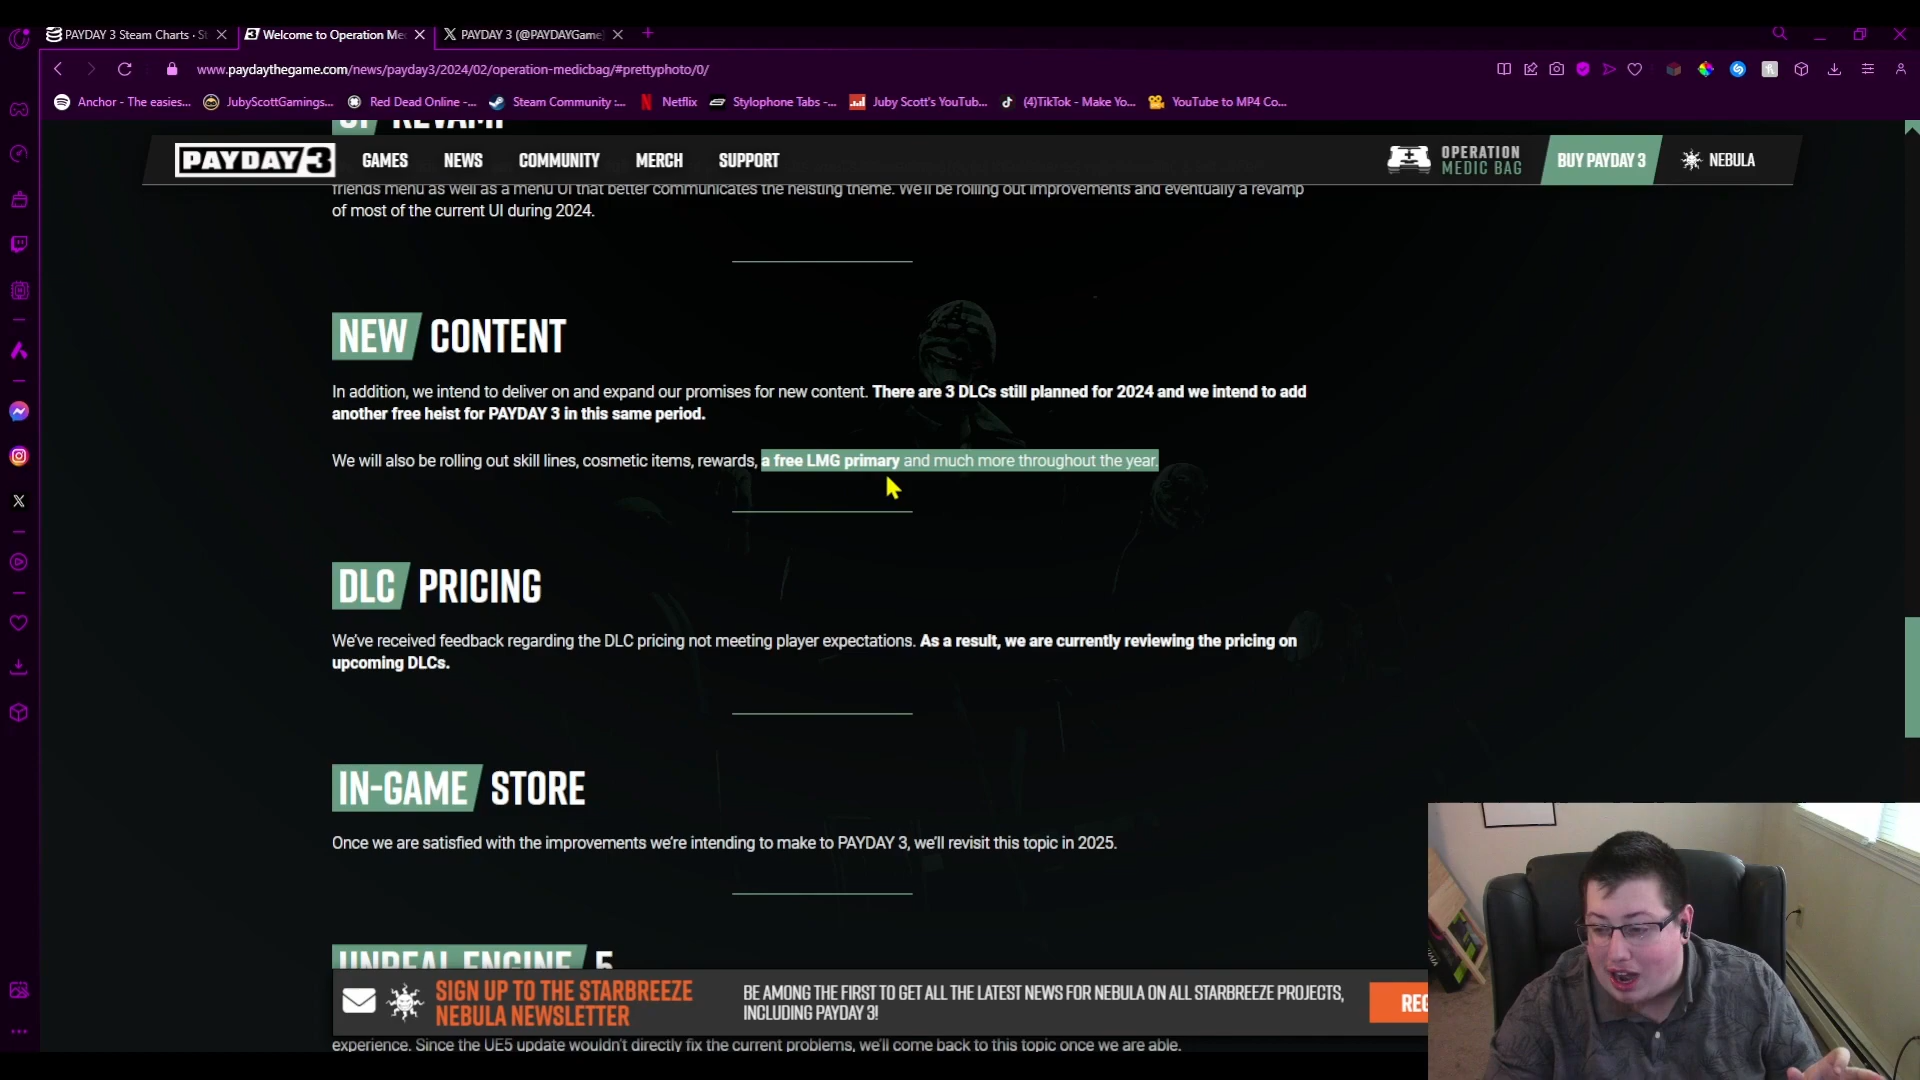 PAYDAY 3 Steam Charts · St
Welcome to Operation Me
PAYDAY 3 (@PAYDAYGame
www.paydaythegame.com/news/payday3/2024/02/operation-medicbag/#prettyphoto/0/
Anchor - The easies...
JubyScottGamings...
Red Dead Online -...
Steam Community :...
Netflix
Stylophone Tabs -...
Juby Scott's YouTub...
(4)TikTok - Make Yo...
YouTube to MP4 Co...
UI REVAMP
PAYDAY 3
GAMES
NEWS
COMMUNITY
MERCH
SUPPORT
OPERATION
MEDIC BAG
BUY PAYDAY 3
NEBULA
friends menu as well as a menu UI that better communicates the heisting theme. We'll be rolling out improvements and eventually a revamp
of most of the current UI during 2024.
NEW CONTENT
In addition, we intend to deliver on and expand our promises for new content. There are 3 DLCs still planned for 2024 and we intend to add
another free heist for PAYDAY 3 in this same period.
We will also be rolling out skill lines, cosmetic items, rewards, a free LMG primary and much more throughout the year.
DLC PRICING
We've received feedback regarding the DLC pricing not meeting player expectations. As a result, we are currently reviewing the pricing on
upcoming DLCs.
IN-GAME STORE
Once we are satisfied with the improvements we're intending to make to PAYDAY 3, we'll revisit this topic in 2025.
UNREAL ENGINE 5
SIGN UP TO THE STARBREEZE
NEBULA NEWSLETTER
BE AMONG THE FIRST TO GET ALL THE LATEST NEWS FOR NEBULA ON ALL STARBREEZE PROJECTS,
INCLUDING PAYDAY 3!
REG
experience. Since the UE5 update wouldn't directly fix the current problems, we'll come back to this topic once we are able.